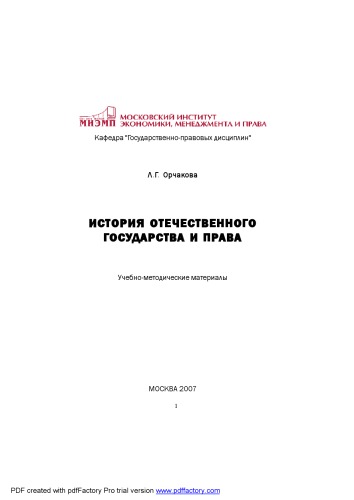 МИЭМП
МОСКОВСКИЙ ИНСТИТУТ
ЭКОНОМИКИ, МЕНЕДЖМЕНТА И ПРАВА
Кафедра "Государственно-правовых дисциплин"
Л.Г. Орчакова
ИСТОРИЯ ОТЕЧЕСТВЕННОГО
ГОСУДАРСТВА И ПРАВА
Учебно-методические материалы
МОСКВА 2007
1
PDF created with pdfFactory Pro trial version www.pdffactory.com